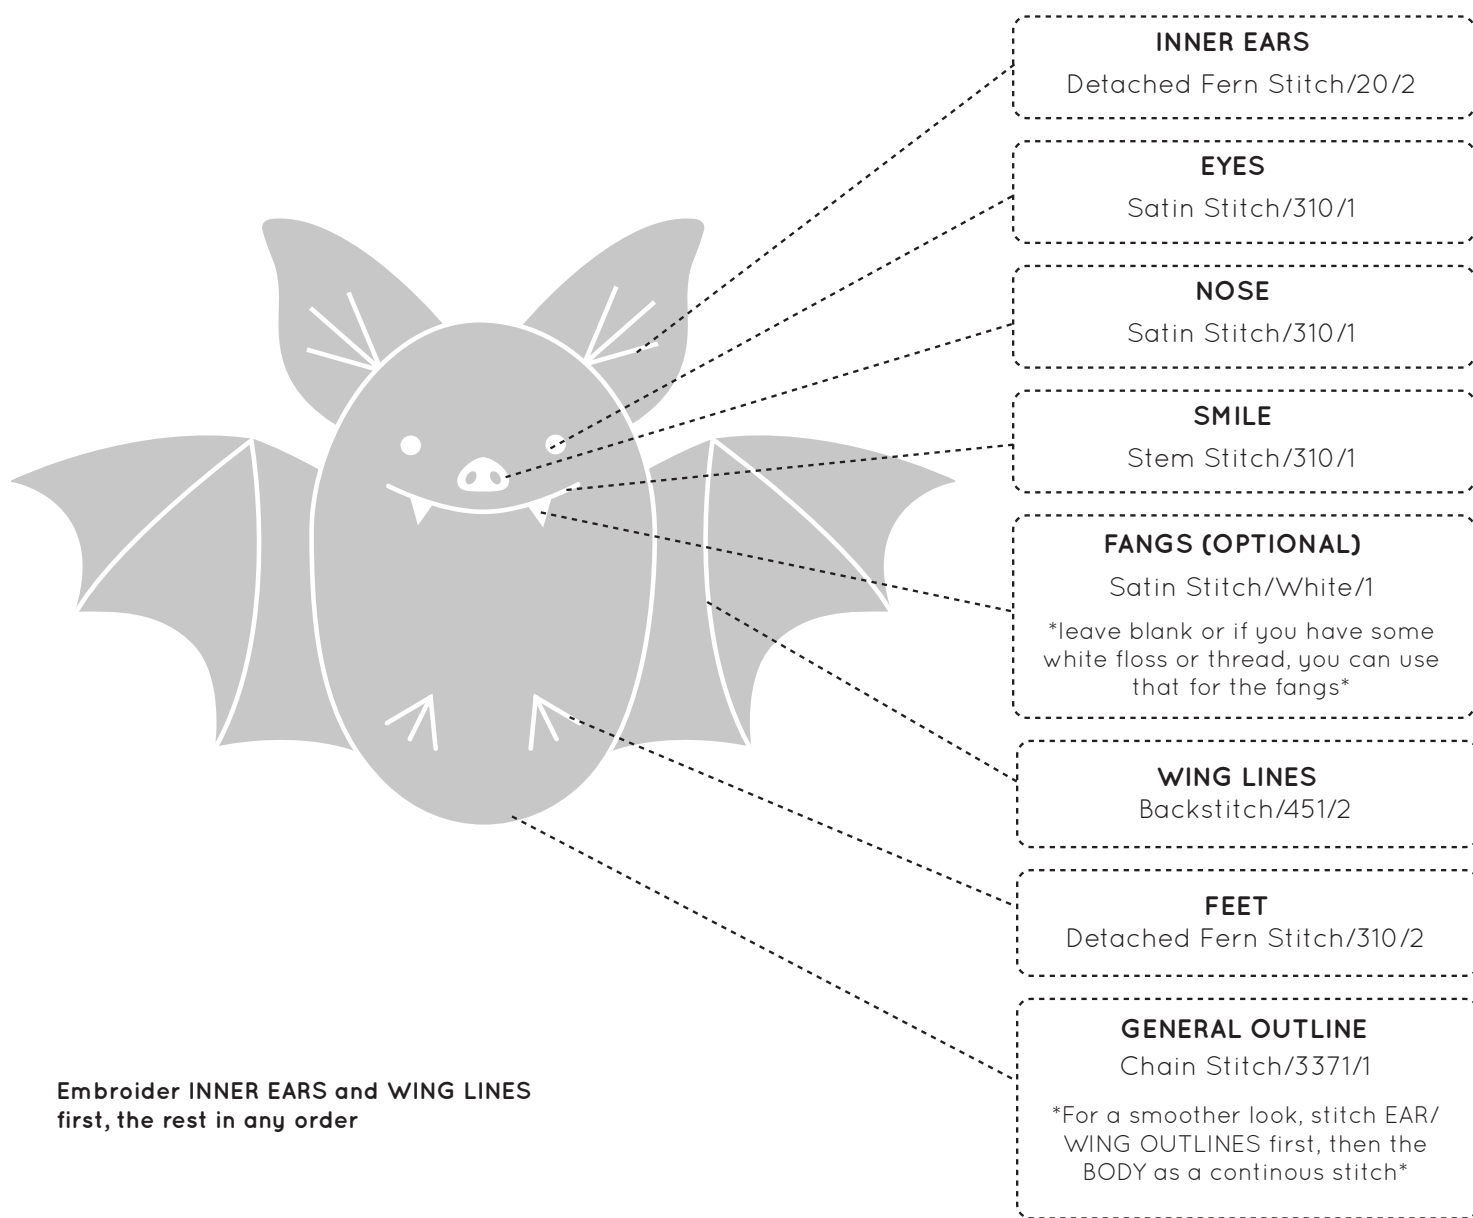 INNER EARS
Detached Fern Stitch/20/2
EYES
Satin Stitch/310/1
NOSE
Satin Stitch/310/1
SMILE
Stem Stitch/310/1
FANGS (OPTIONAL)
Satin Stitch/White/1
*leave blank or if you have some
white floss or thread, you can use
that for the fangs*
WING LINES
Backstitch/451/2
FEET
Detached Fern Stitch/310/2
GENERAL OUTLINE
Chain Stitch/3371/1
*For a smoother look, stitch EAR/
WING OUTLINES first, then the
BODY as a continous stitch*
Embroider INNER EARS and WING LINES
first, the rest in any order